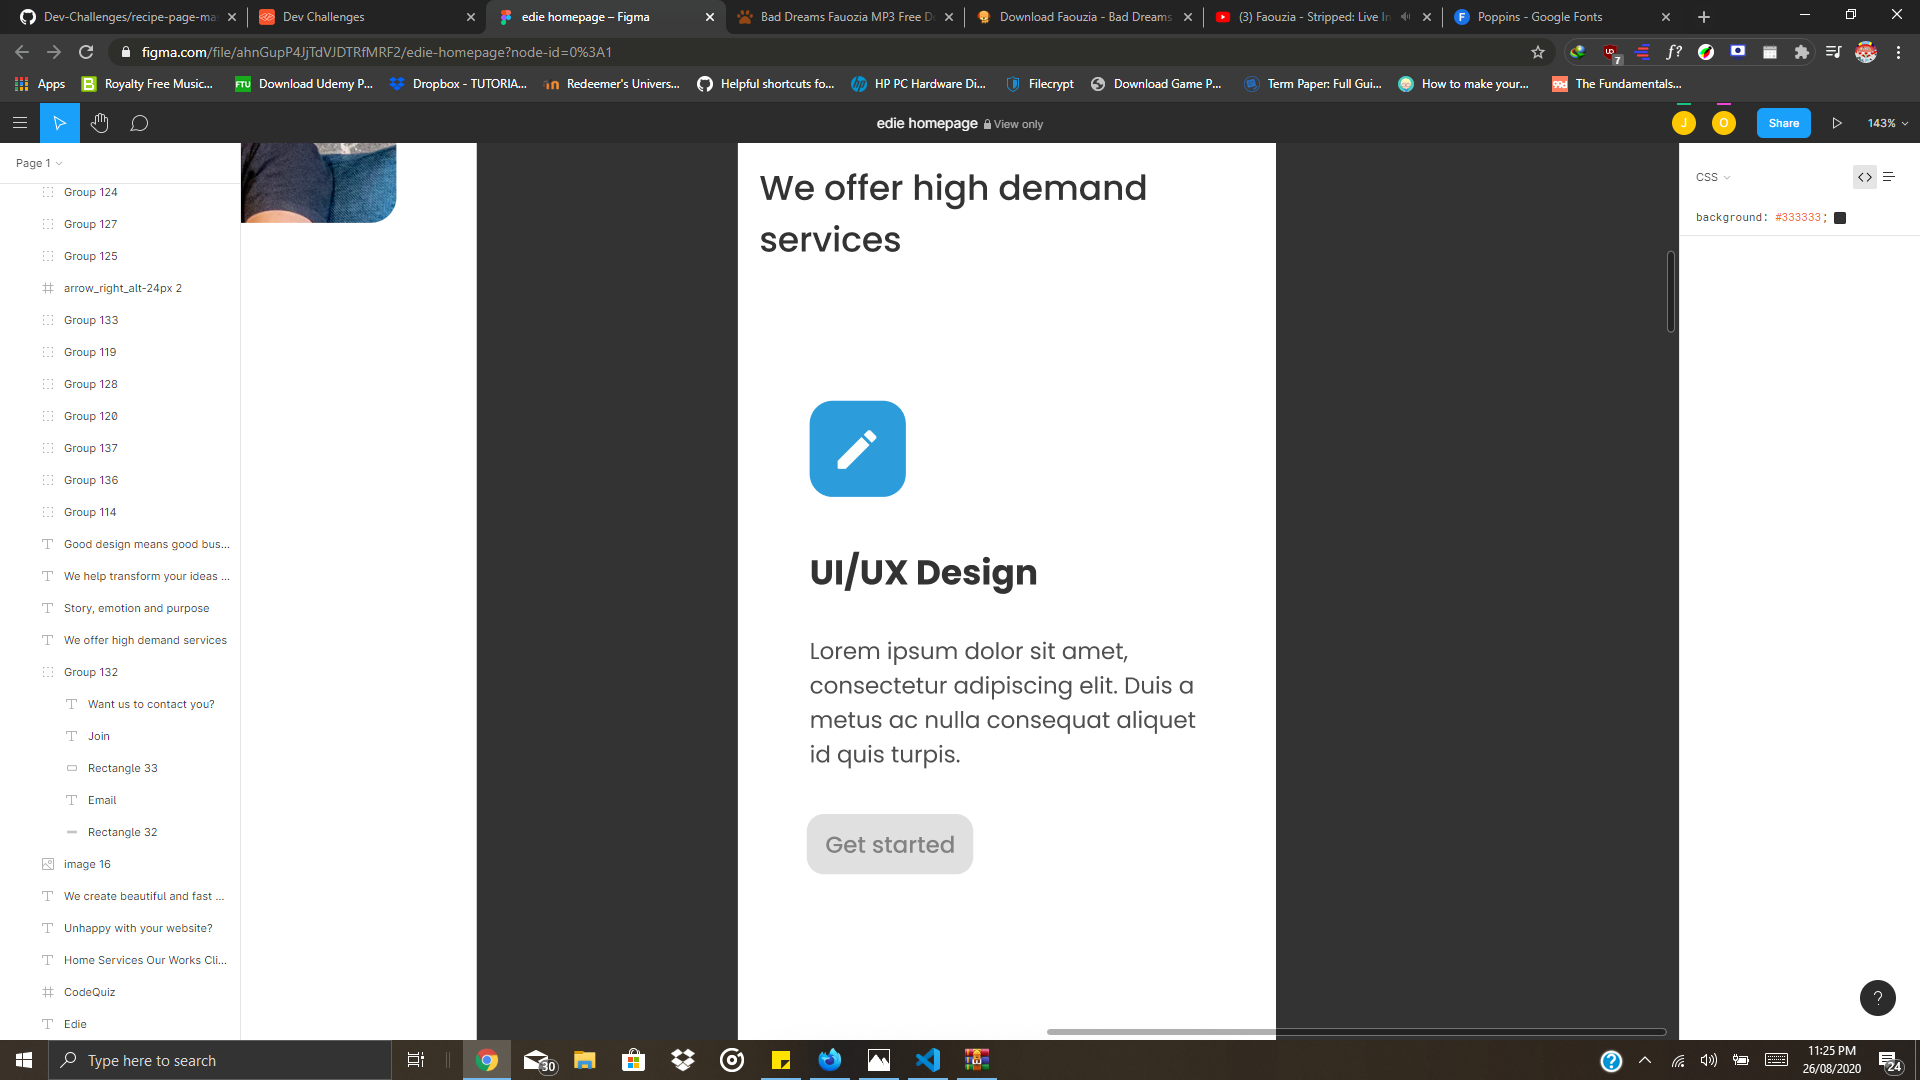 Dev-Challenges/recipe-page-ma
Dev Challenges
edie homepage – Figma
Bad Dreams Fauozia MP3 Free D
Download Faouzia - Bad Dreams
(3) Faouzia - Stripped: Live In
Poppins - Google Fonts
figma.com/file/ahnGupP4JjTdVJDTRfMRF2/edie-homepage?node-id=0%3A1
Apps
Royalty Free Music...
FTU Download Udemy P...
Dropbox - TUTORIA...
Redeemer's Univers...
Helpful shortcuts fo...
HP PC Hardware Di...
Filecrypt
Download Game P...
Term Paper: Full Gui...
How to make your...
The Fundamentals...
edie homepage View only
J
O
Share
143%
Page 1
Group 124
Group 127
Group 125
arrow_right_alt-24px 2
Group 133
Group 119
Group 128
Group 120
Group 137
Group 136
Group 114
Good design means good bus...
We help transform your ideas ...
Story, emotion and purpose
We offer high demand services
Group 132
Want us to contact you?
Join
Rectangle 33
Email
Rectangle 32
image 16
We create beautiful and fast ...
Unhappy with your website?
Home Services Our Works Cli...
CodeQuiz
Edie
We offer high demand
services
UI/UX Design
Lorem ipsum dolor sit amet,
consectetur adipiscing elit. Duis a
metus ac nulla consequat aliquet
id quis turpis.
Get started
CSS
background: #333333;
?
Type here to search
30
11:25 PM
26/08/2020
24